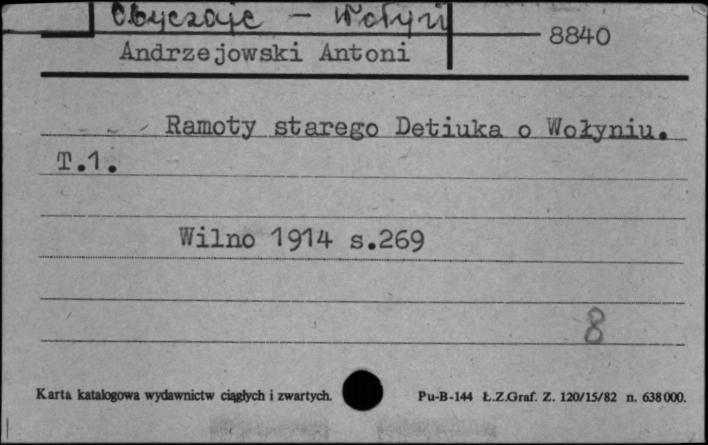 Obyczaje - Wołyń
8840
Andrzejowski Antoni
Ramoty starego Detiuka o Wołyniu.
T.1.
Wilno 1914 s.269
8
Karta katalogowa wydawnictw ciągłych i zwartych.
Pu-B-144 Ł.Z.Graf. Z. 120/15/82 n. 638000.